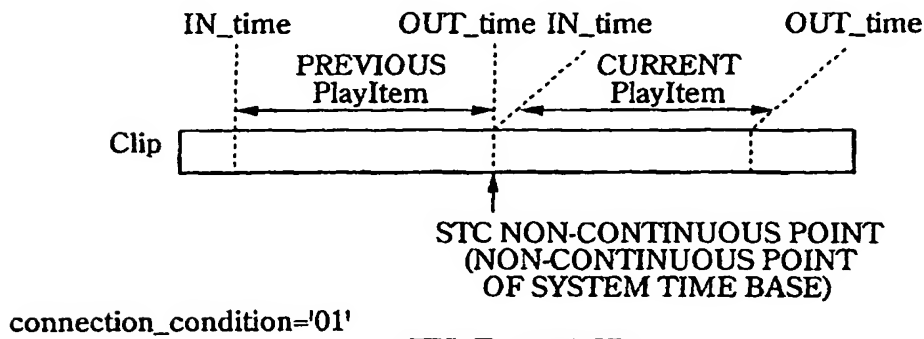 IN_time OUT_time IN_time OUT_time
PREVIOUS CURRENT
PlayItem PlayItem
Clip
STC NON-CONTINUOUS POINT
(NON-CONTINUOUS POINT
OF SYSTEM TIME BASE)
connection_condition='01'